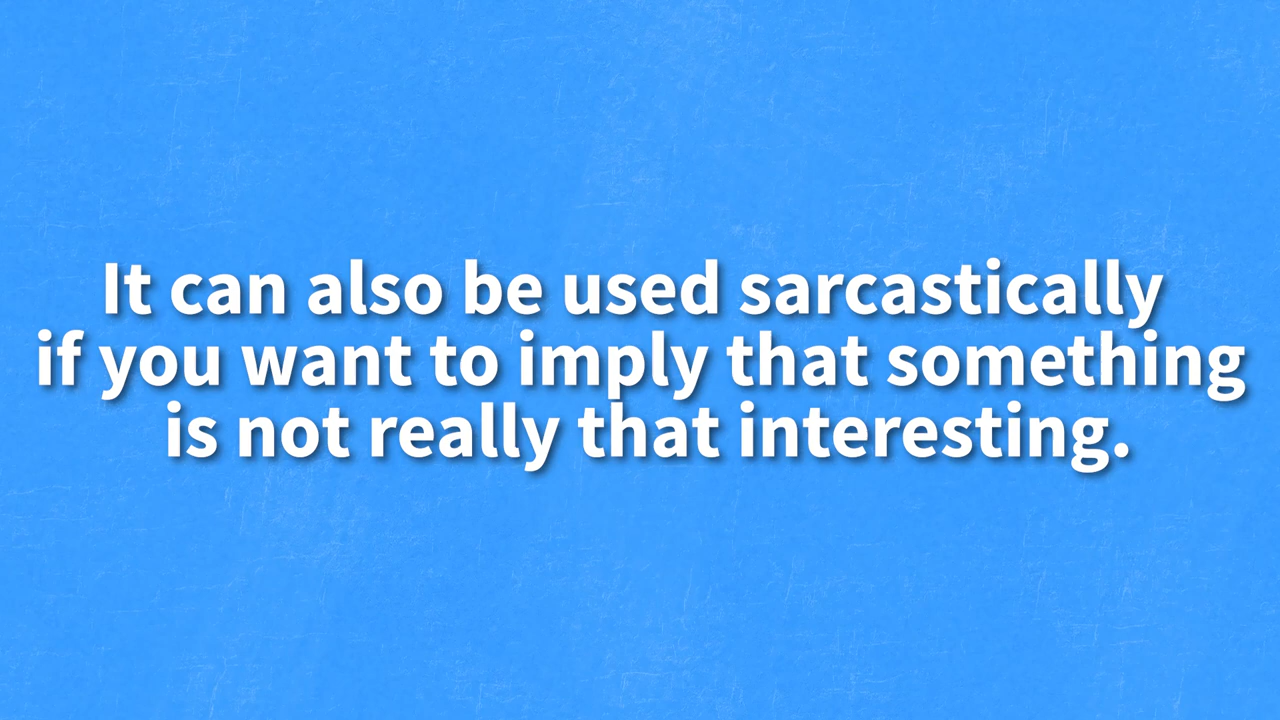 It can also be used sarcastically
if you want to imply that something
is not really that interesting.